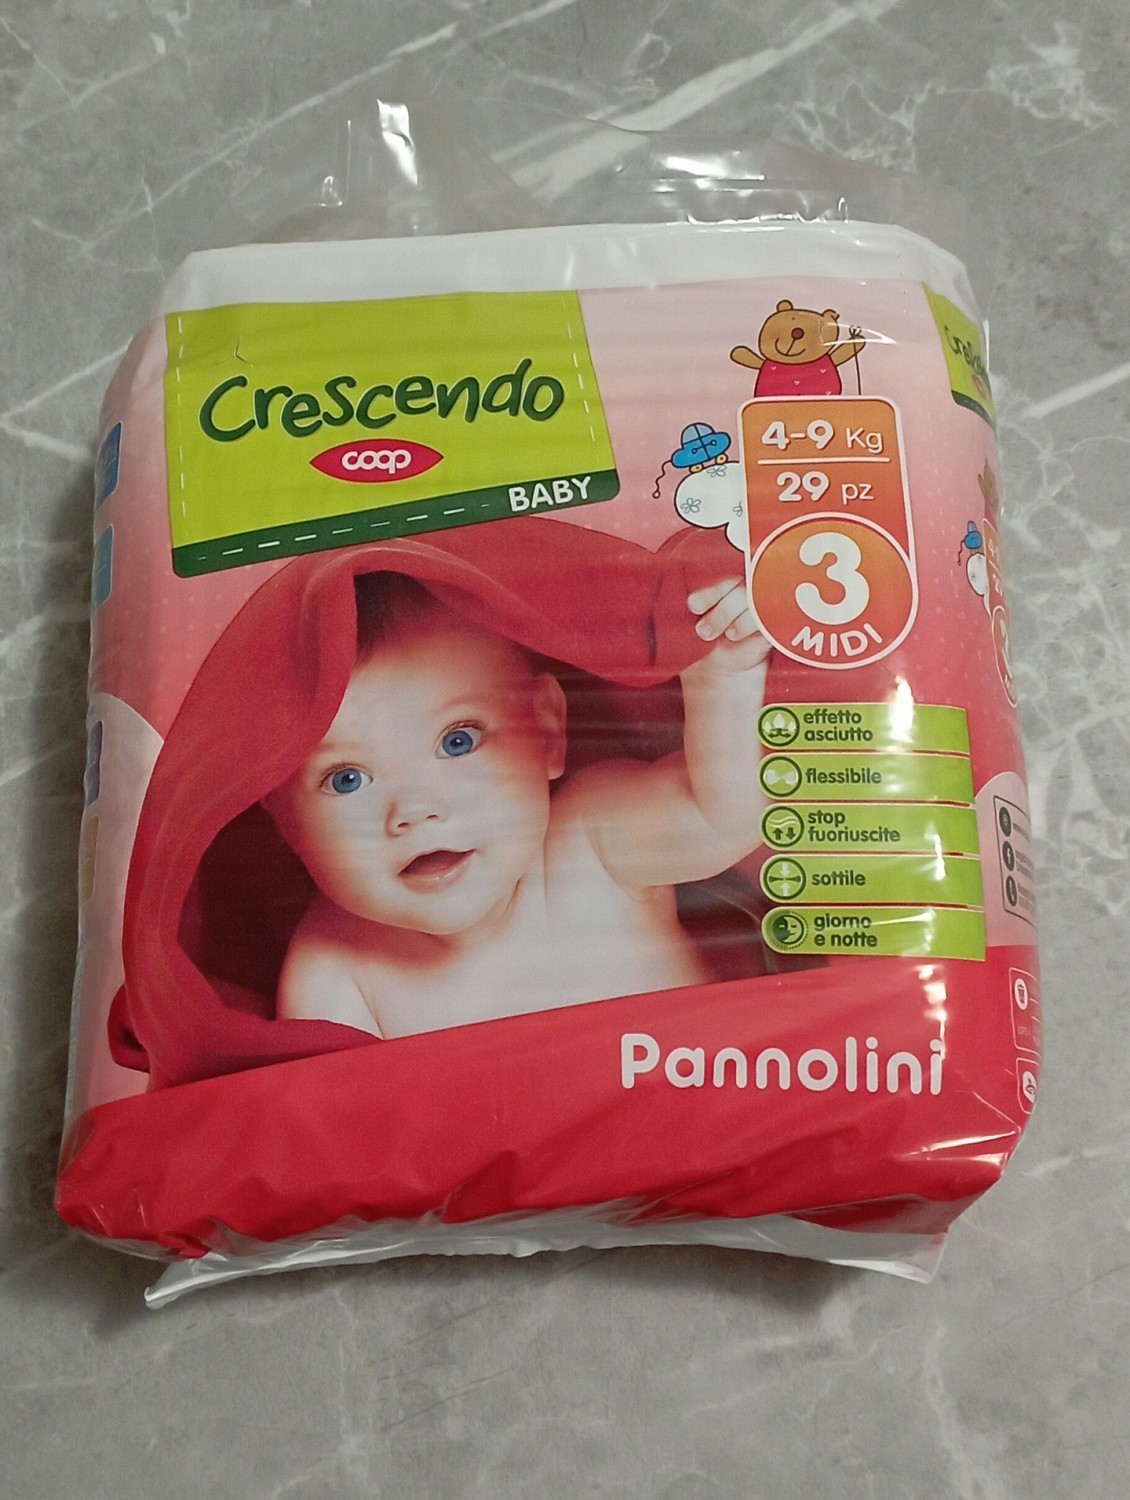 Crescendo
coop
BABY
4-9 Kg
29 pz
3
MIDI
effetto
asciutto
flessibile
stop
fuoriuscite
sottile
giorno
e notte
Pannolini